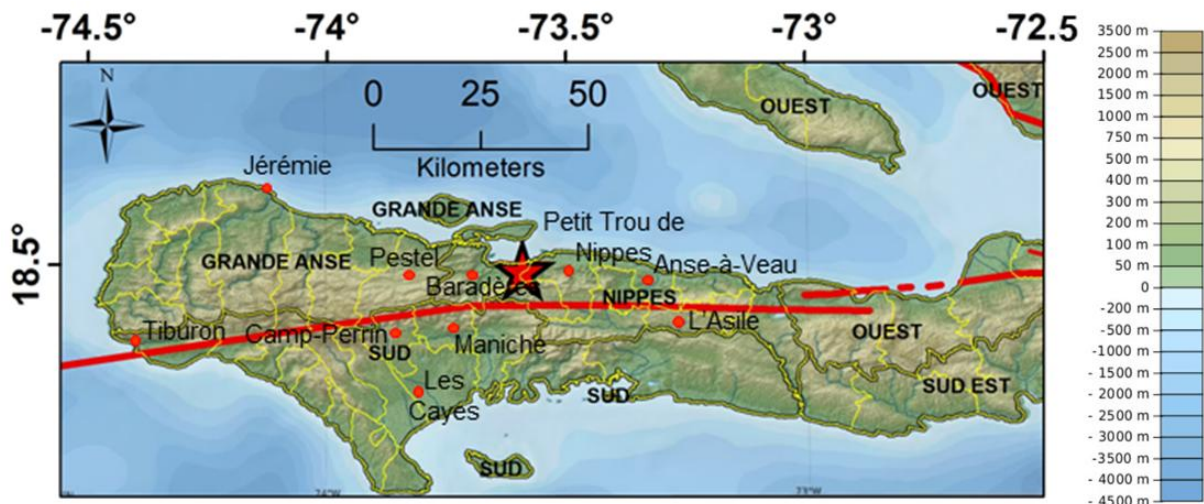 -74.5°
-74°
-73.5°
-73°
-72.5
N
0
25
50
Kilometers
18.5°
OUEST
OUEST
Jérémie
GRANDE ANSE
Petit Trou de
Nippes
GRANDE ANSE
Pestel
Anse-à-Veau
Baradères
NIPPES
Tiburon
Camp-Perrin
SUD
Maniche
L'Asile
OUEST
Les
Cayes
SUD
SUD EST
SUD
74°W
73°W
3500 m
2500 m
2000 m
1500 m
1000 m
750 m
500 m
400 m
300 m
200 m
100 m
50 m
0
-200 m
-500 m
-1000 m
- 1500 m
- 2000 m
- 2500 m
- 3000 m
-3500 m
- 4000 m
- 4500 m